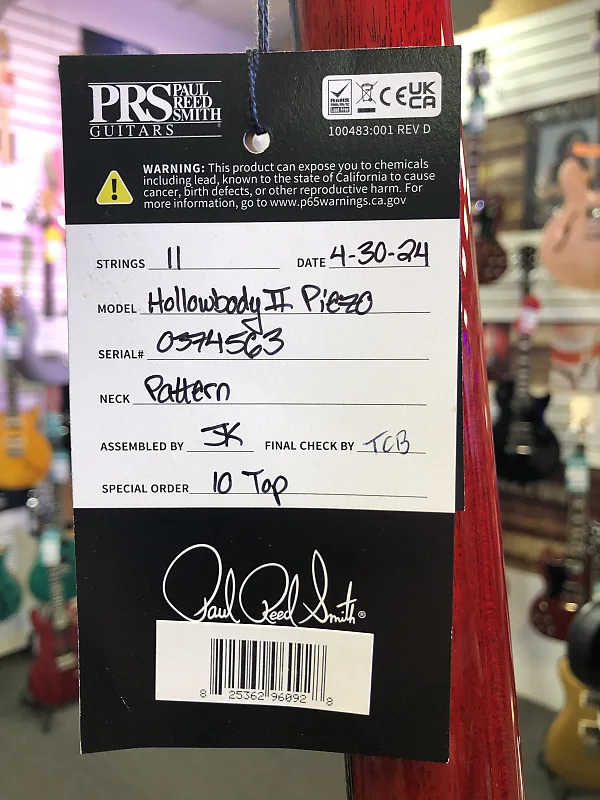 PRS PAUL
REED
SMITH
GUITARS
RoHS
CE UK
CA
100483:001 REV D
WARNING: This product can expose you to chemicals
including lead, known to the state of California to cause
cancer, birth defects, or other reproductive harm. For
more information, go to www.p65warnings.ca.gov
STRINGS 11 DATE 4-30-24
MODEL Hollowbody II Piezo
SERIAL# 0374563
NECK Pattern
ASSEMBLED BY JK FINAL CHECK BY TCB
SPECIAL ORDER 10 Top
Paul Reed Smith®
8 25362 96092 8